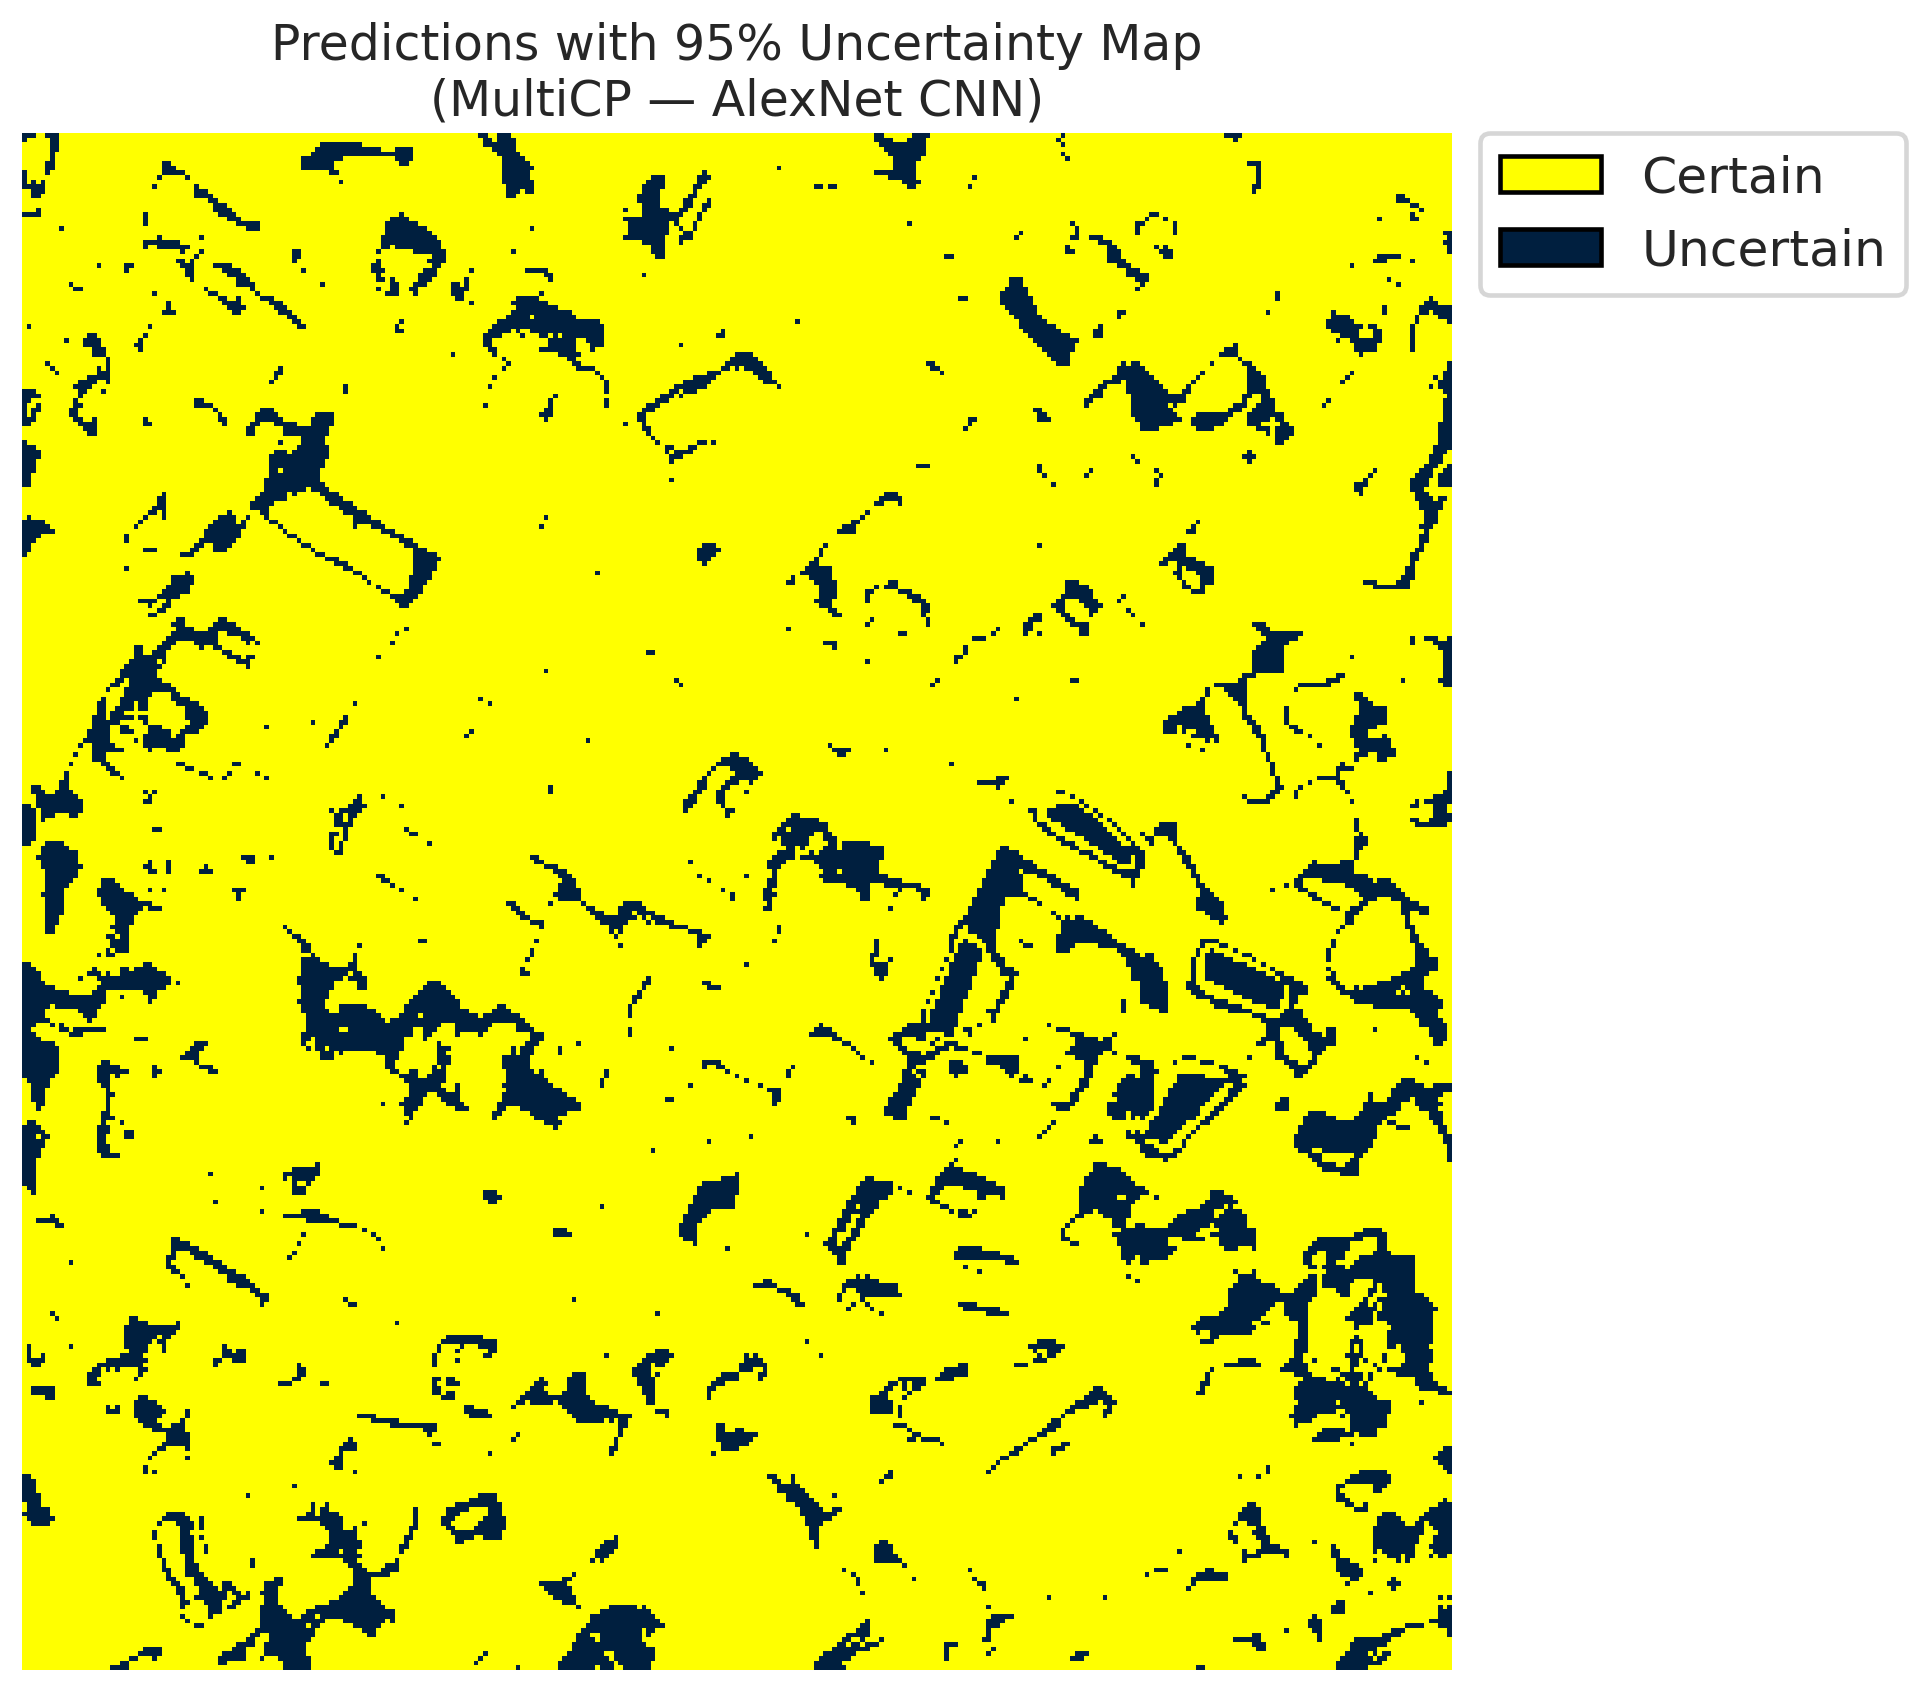 Predictions with 95% Uncertainty Map
(MultiCP — AlexNet CNN)
Certain
Uncertain